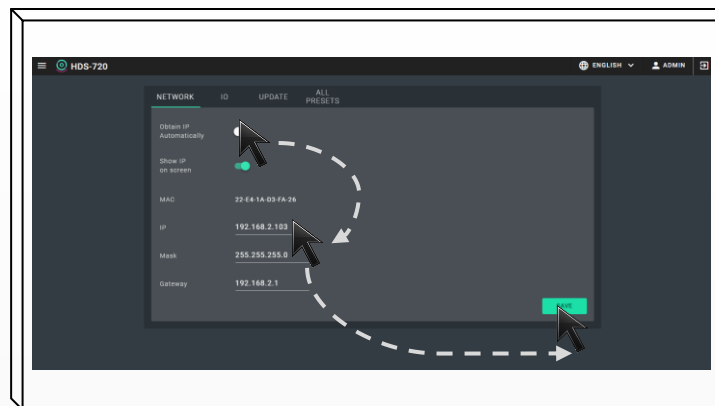 HDS-720
ENGLISH
ADMIN
NETWORK
IO
UPDATE
ALL
PRESETS
Obtain IP
Automatically
Show IP
on screen
MAC
22-E4-1A-D3-FA-26
IP
192.168.2.103
Mask
255.255.255.0
Gateway
192.168.2.1
SAVE